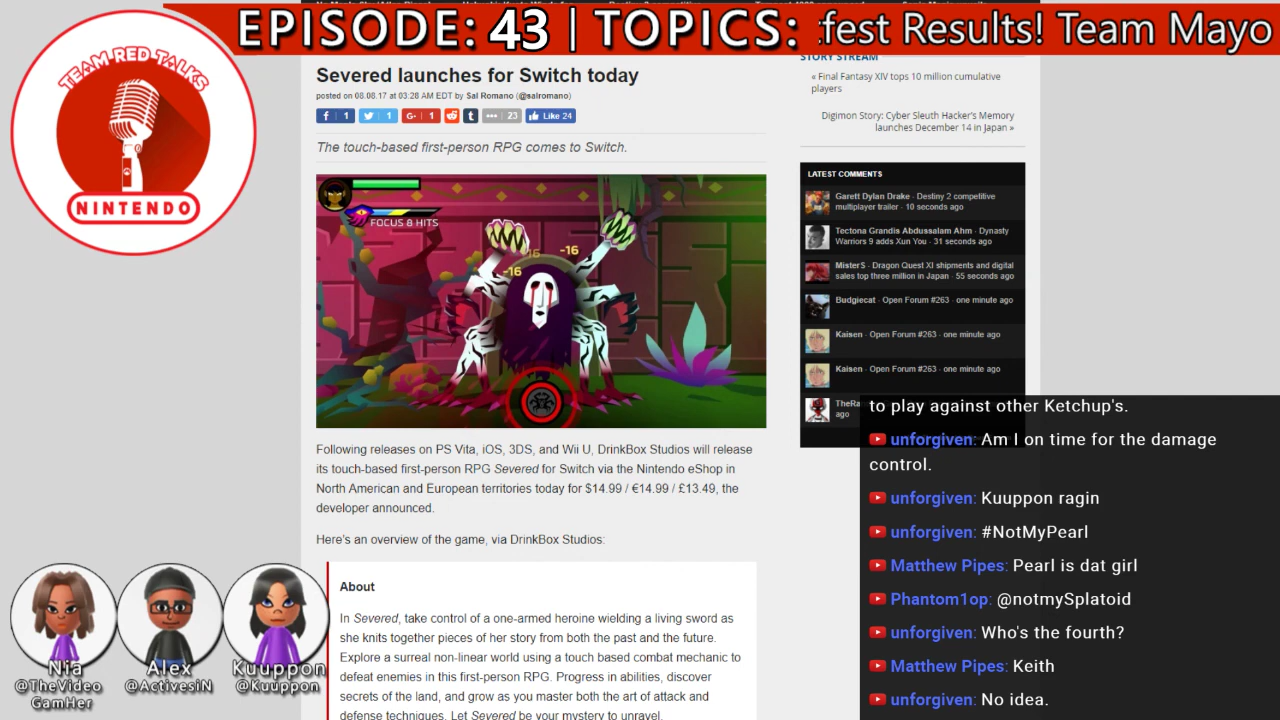 EPISODE: 43 | TOPICS: tfest Results! Team Mayo
TEAM RED TALKS
NINTENDO
Severed launches for Switch today
posted on 08.08.17 at 03:28 AM EDT by Sal Romano (@salromano)
1
1
G+ 1
23
Like 24
The touch-based first-person RPG comes to Switch.
FOCUS 8 HITS
-16
-16
-16
Following releases on PS Vita, iOS, 3DS, and Wii U, DrinkBox Studios will release
its touch-based first-person RPG Severed for Switch via the Nintendo eShop in
North American and European territories today for $14.99 / €14.99 / £13.49, the
developer announced.
Here's an overview of the game, via DrinkBox Studios:
About
In Severed, take control of a one-armed heroine wielding a living sword as
she knits together pieces of her story from both the past and the future.
Explore a surreal non-linear world using a touch based combat mechanic to
defeat enemies in this first-person RPG. Progress in abilities, discover
secrets of the land, and grow as you master both the art of attack and
defense techniques. Let Severed be your mystery to unravel.
STORY STREAM
« Final Fantasy XIV tops 10 million cumulative
players
Digimon Story: Cyber Sleuth Hacker's Memory
launches December 14 in Japan »
LATEST COMMENTS
Garett Dylan Drake - Destiny 2 competitive
multiplayer trailer - 10 seconds ago
Tectona Grandis Abdussalam Ahm - Dynasty
Warriors 9 adds Xun You - 31 seconds ago
MisterS - Dragon Quest XI shipments and digital
sales top three million in Japan - 55 seconds ago
Budgiecat - Open Forum #263 - one minute ago
Kaisen - Open Forum #263 - one minute ago
Kaisen - Open Forum #263 - one minute ago
TheRa
ago
to play against other Ketchup's.
unforgiven: Am I on time for the damage
control.
unforgiven: Kuuppon ragin
unforgiven: #NotMyPearl
Matthew Pipes: Pearl is dat girl
Phantom1op: @notmySplatoid
unforgiven: Who's the fourth?
Matthew Pipes: Keith
unforgiven: No idea.
Nia
@TheVideo
GamHer
Alex
@ActivesiN
Kuuppon
@Kuuppon